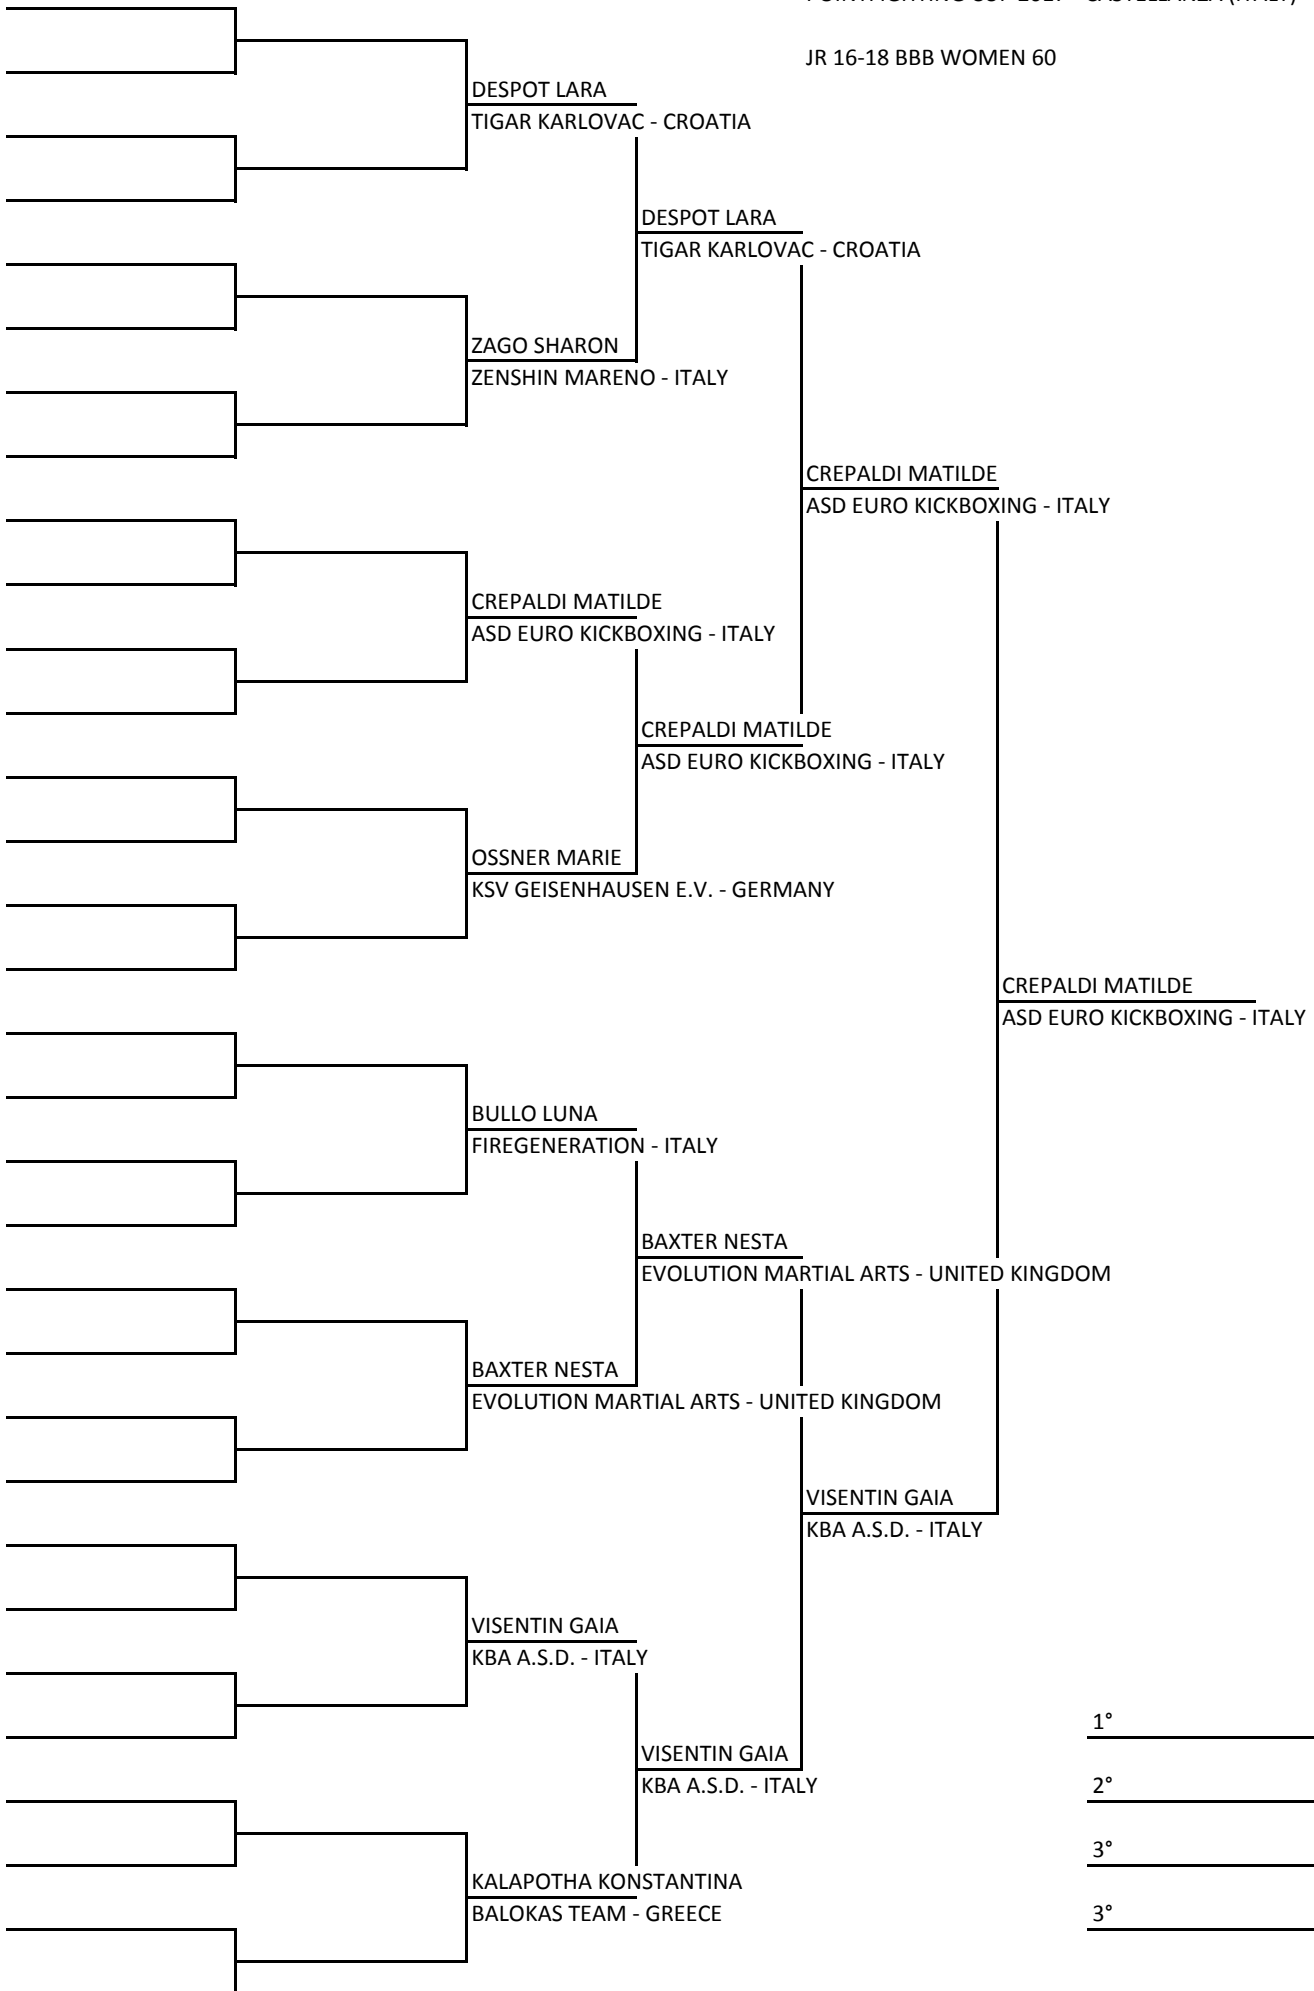 JR 16-18 BBB WOMEN 60
DESPOT LARA
TIGAR KARLOVAC - CROATIA
DESPOT LARA
TIGAR KARLOVAC - CROATIA
ZAGO SHARON
ZENSHIN MARENO - ITALY
CREPALDI MATILDE
ASD EURO KICKBOXING - ITALY
CREPALDI MATILDE
ASD EURO KICKBOXING - ITALY
CREPALDI MATILDE
ASD EURO KICKBOXING - ITALY
OSSNER MARIE
KSV GEISENHAUSEN E.V. - GERMANY
CREPALDI MATILDE
ASD EURO KICKBOXING - ITALY
BULLO LUNA
FIREGENERATION - ITALY
BAXTER NESTA
EVOLUTION MARTIAL ARTS - UNITED KINGDOM
BAXTER NESTA
EVOLUTION MARTIAL ARTS - UNITED KINGDOM
VISENTIN GAIA
KBA A.S.D. - ITALY
VISENTIN GAIA
KBA A.S.D. - ITALY
1°
VISENTIN GAIA
KBA A.S.D. - ITALY
2°
3°
KALAPOTHA KONSTANTINA
BALOKAS TEAM - GREECE
3°